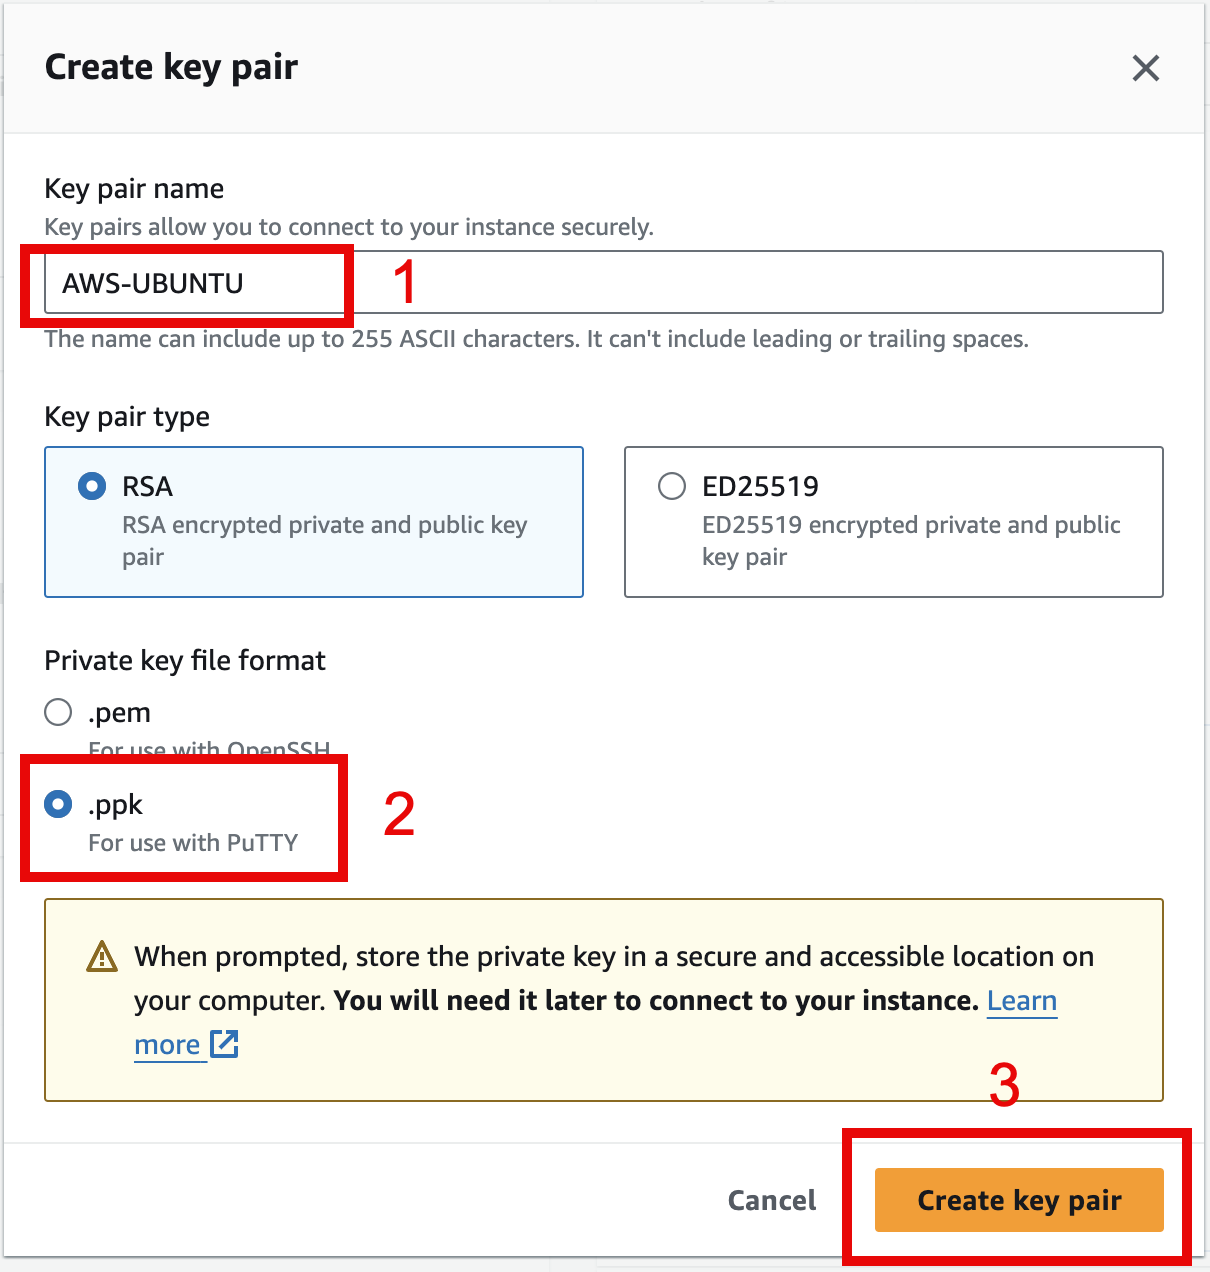 Create key pair
Key pair name
Key pairs allow you to connect to your instance securely.
AWS-UBUNTU
1
The name can include up to 255 ASCII characters. It can't include leading or trailing spaces.
Key pair type
RSA
RSA encrypted private and public key
pair
ED25519
ED25519 encrypted private and public
key pair
Private key file format
.pem
For use with OpenSSH
.ppk
For use with PuTTY
2
When prompted, store the private key in a secure and accessible location on
your computer. You will need it later to connect to your instance. Learn
more
3
Cancel
Create key pair